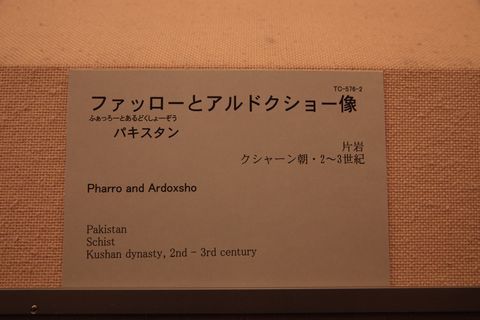 TC-576-2
ファッローとアルドクショー像
ふぁっろーとあるどくしょーぞう
パキスタン
片岩
クシャーン朝・2～3世紀
Pharro and Ardoxsho
Pakistan
Schist
Kushan dynasty, 2nd - 3rd century